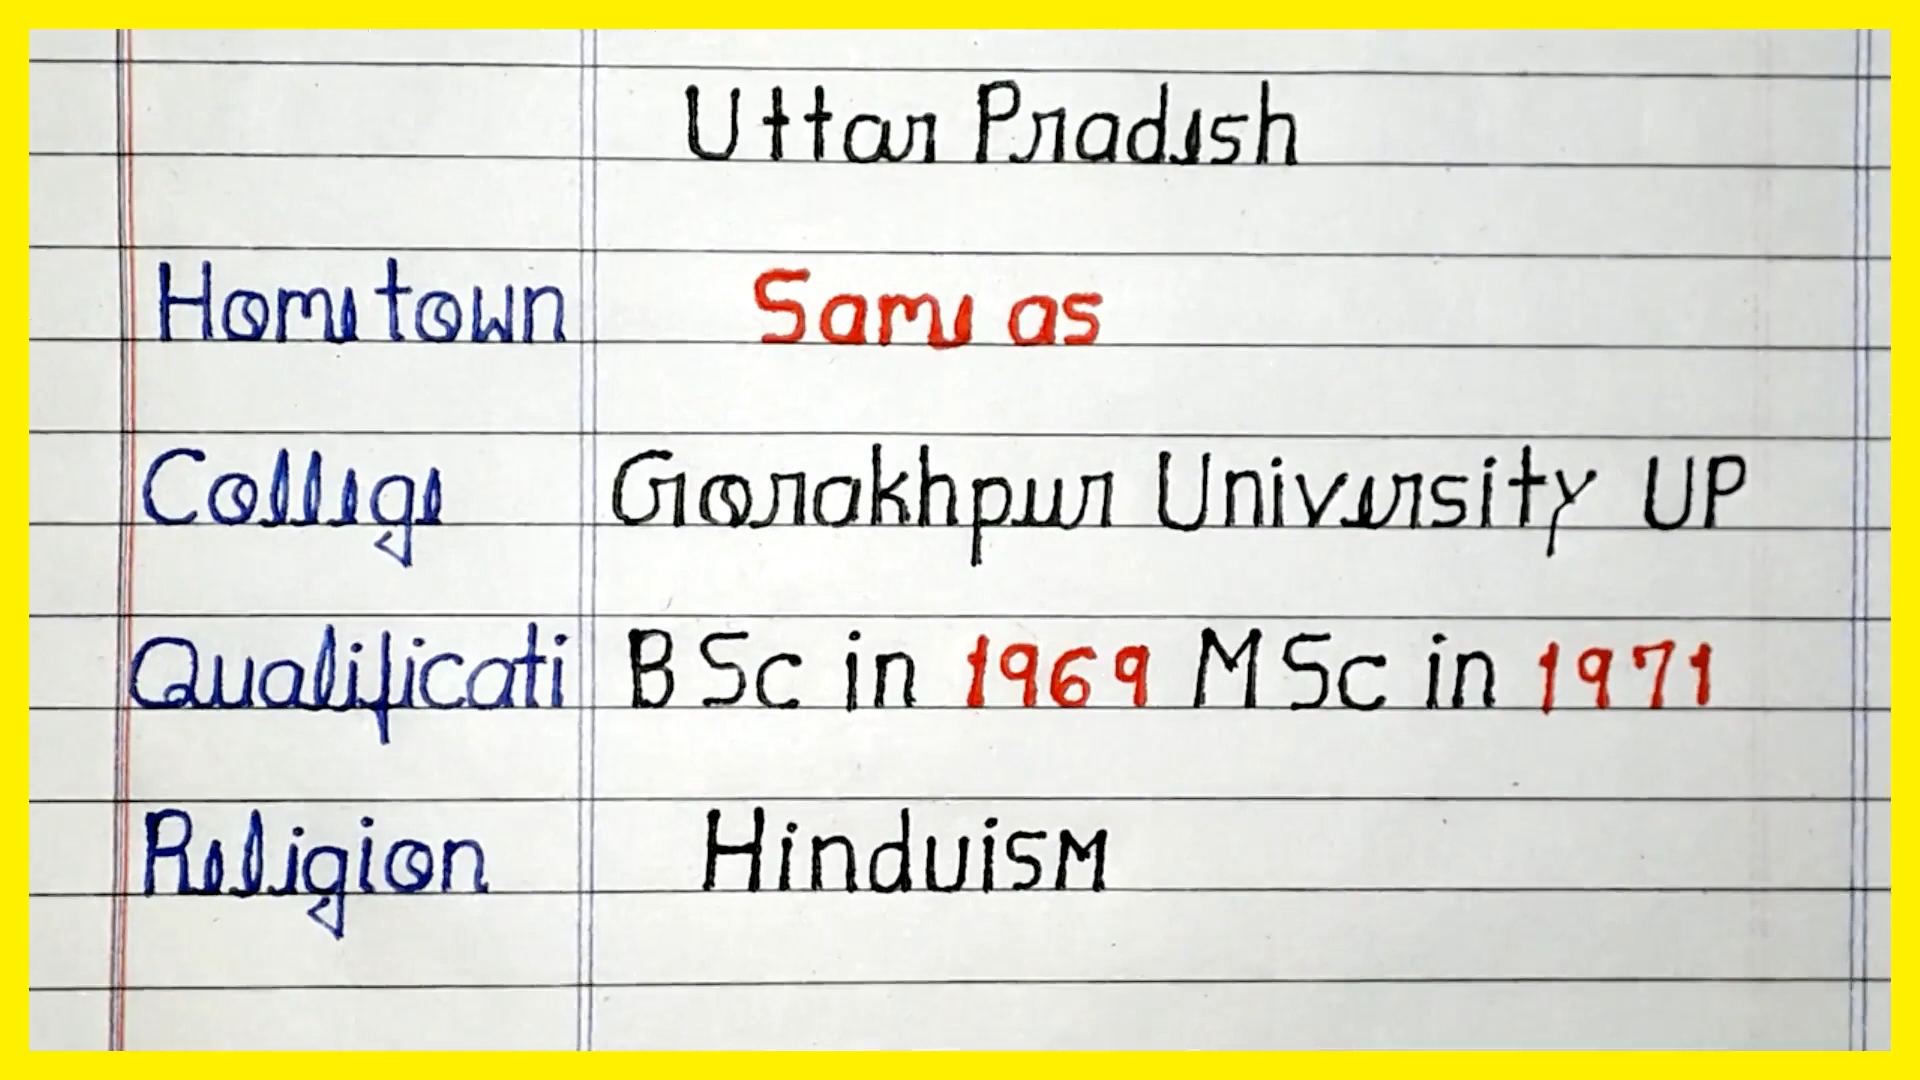 Uttar Pradesh
Hometown Same as
College Gorakhpur University UP
Qualificati BSc in 1969 MSc in 1971
Religion Hinduism